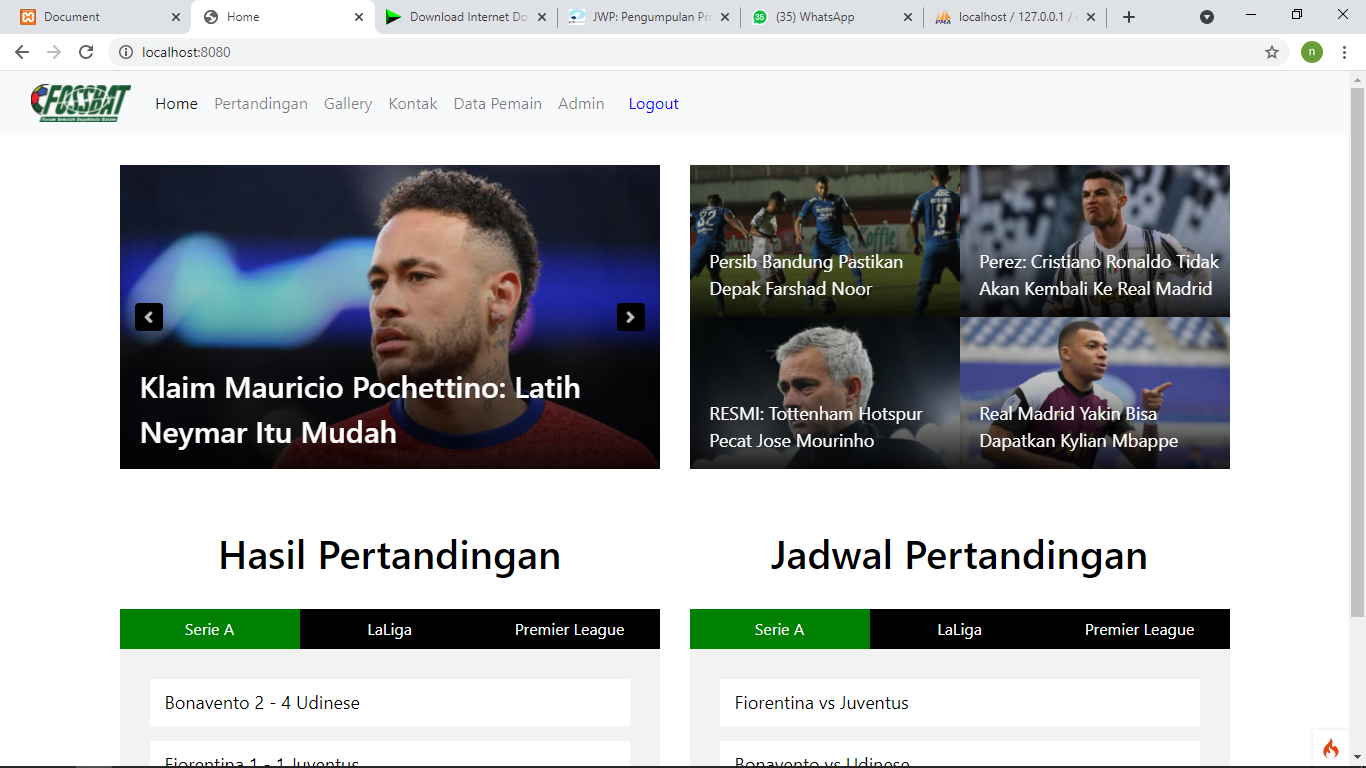 Document
Home
Download Internet Do
JWP: Pengumpulan Pr
35
(35) WhatsApp
PMA
localhost / 127.0.0.1 /
localhost:8080
n
FOSSBAT
Forum Sekolah Sepakbola Batam
Home
Pertandingan
Gallery
Kontak
Data Pemain
Admin
Logout
Klaim Mauricio Pochettino: Latih
Neymar Itu Mudah
Persib Bandung Pastikan
Depak Farshad Noor
Perez: Cristiano Ronaldo Tidak
Akan Kembali Ke Real Madrid
RESMI: Tottenham Hotspur
Pecat Jose Mourinho
Real Madrid Yakin Bisa
Dapatkan Kylian Mbappe
Hasil Pertandingan
Serie A
LaLiga
Premier League
Bonavento 2 - 4 Udinese
Fiorentina 1 - 1 Juventus
Jadwal Pertandingan
Serie A
LaLiga
Premier League
Fiorentina vs Juventus
Bonavento vs Udinese